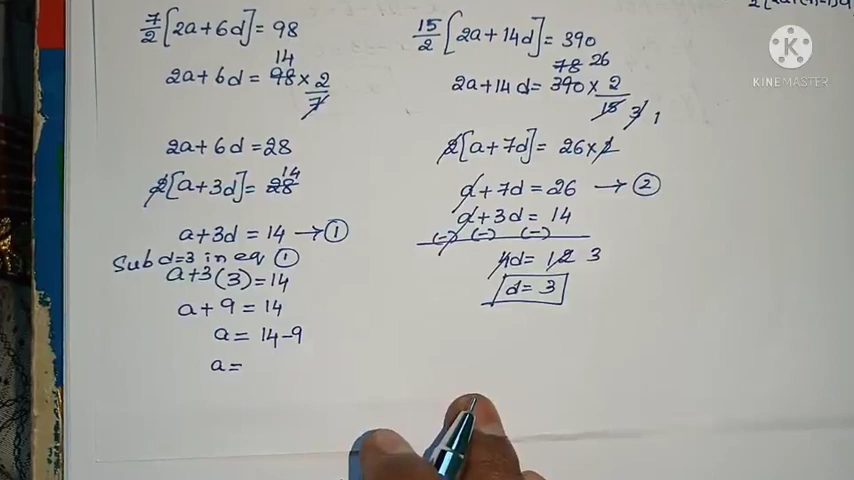 7/2 [2a+6d] = 98
14
2a+6d = 98 × 2/7
2a+6d = 28
2[a+3d] = 28 14
a+3d = 14 → ①
Sub d=3 in eq ①
a+3(3) = 14
a+9 = 14
a = 14-9
a =
15/2 [2a+14d] = 390
78 26
2a+14d = 390 × 2/15 3 1
2[a+7d] = 26×2
a+7d = 26 → ②
a+3d = 14
(-) (-) (-)
4d = 12 3
d = 3
K
KINEMASTER